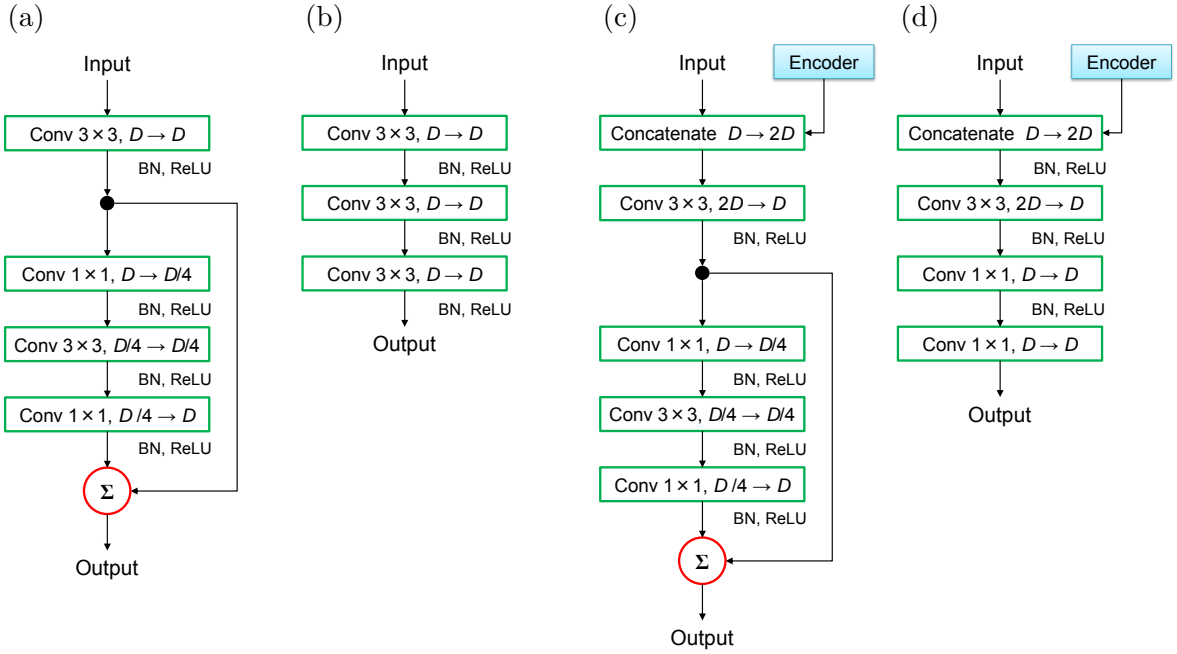 (a)
Input
Conv 3 × 3, D → D
BN, ReLU
Conv 1 × 1, D → D/4
BN, ReLU
Conv 3 × 3, D/4 → D/4
BN, ReLU
Conv 1 × 1, D /4 → D
BN, ReLU
Σ
Output
(b)
Input
Conv 3 × 3, D → D
BN, ReLU
Conv 3 × 3, D → D
BN, ReLU
Conv 3 × 3, D → D
BN, ReLU
Output
(c)
Input
Encoder
Concatenate D → 2D
Conv 3 × 3, 2D → D
BN, ReLU
Conv 1 × 1, D → D/4
BN, ReLU
Conv 3 × 3, D/4 → D/4
BN, ReLU
Conv 1 × 1, D /4 → D
BN, ReLU
Σ
Output
(d)
Input
Encoder
Concatenate D → 2D
BN, ReLU
Conv 3 × 3, 2D → D
BN, ReLU
Conv 1 × 1, D → D
BN, ReLU
Conv 1 × 1, D → D
Output